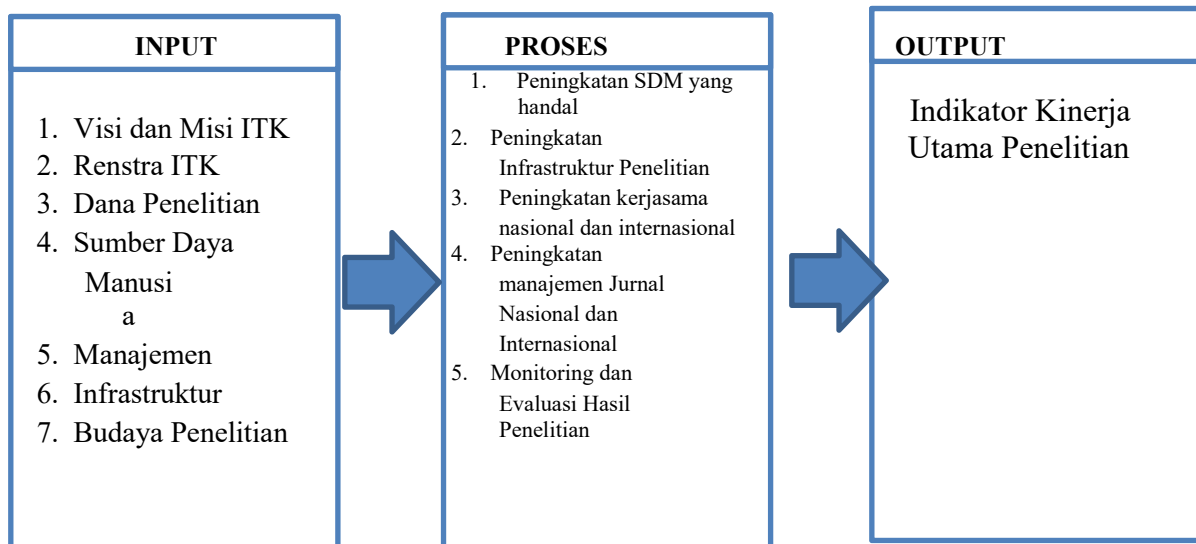 INPUT
1. Visi dan Misi ITK
2. Renstra ITK
3. Dana Penelitian
4. Sumber Daya
Manusi
a
5. Manajemen
6. Infrastruktur
7. Budaya Penelitian
PROSES
1. Peningkatan SDM yang
handal
2. Peningkatan
Infrastruktur Penelitian
3. Peningkatan kerjasama
nasional dan internasional
4. Peningkatan
manajemen Jurnal
Nasional dan
Internasional
5. Monitoring dan
Evaluasi Hasil
Penelitian
OUTPUT
Indikator Kinerja
Utama Penelitian